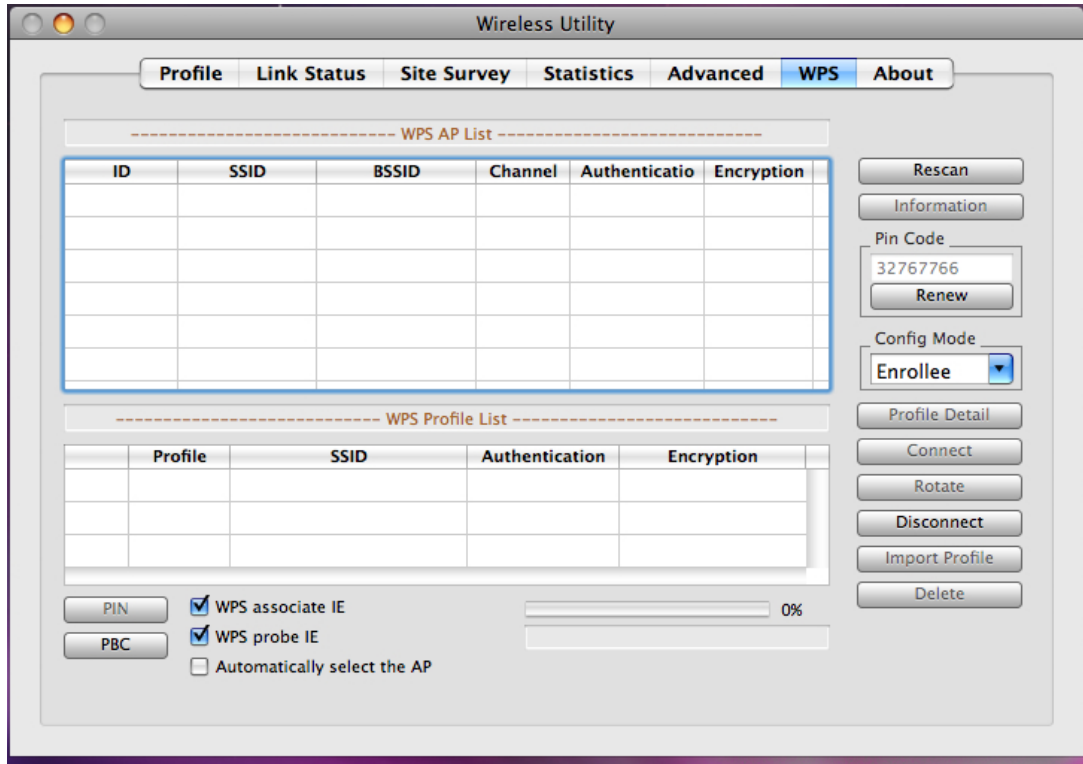 Wireless Utility
Profile Link Status Site Survey Statistics Advanced WPS About
---------------------------- WPS AP List ----------------------------
ID SSID BSSID Channel Authenticatio Encryption
Rescan
Information
Pin Code
32767766
Renew
Config Mode
Enrollee
---------------------------- WPS Profile List ----------------------------
Profile SSID Authentication Encryption
Profile Detail
Connect
Rotate
Disconnect
Import Profile
Delete
PIN
PBC
WPS associate IE
WPS probe IE
Automatically select the AP
0%